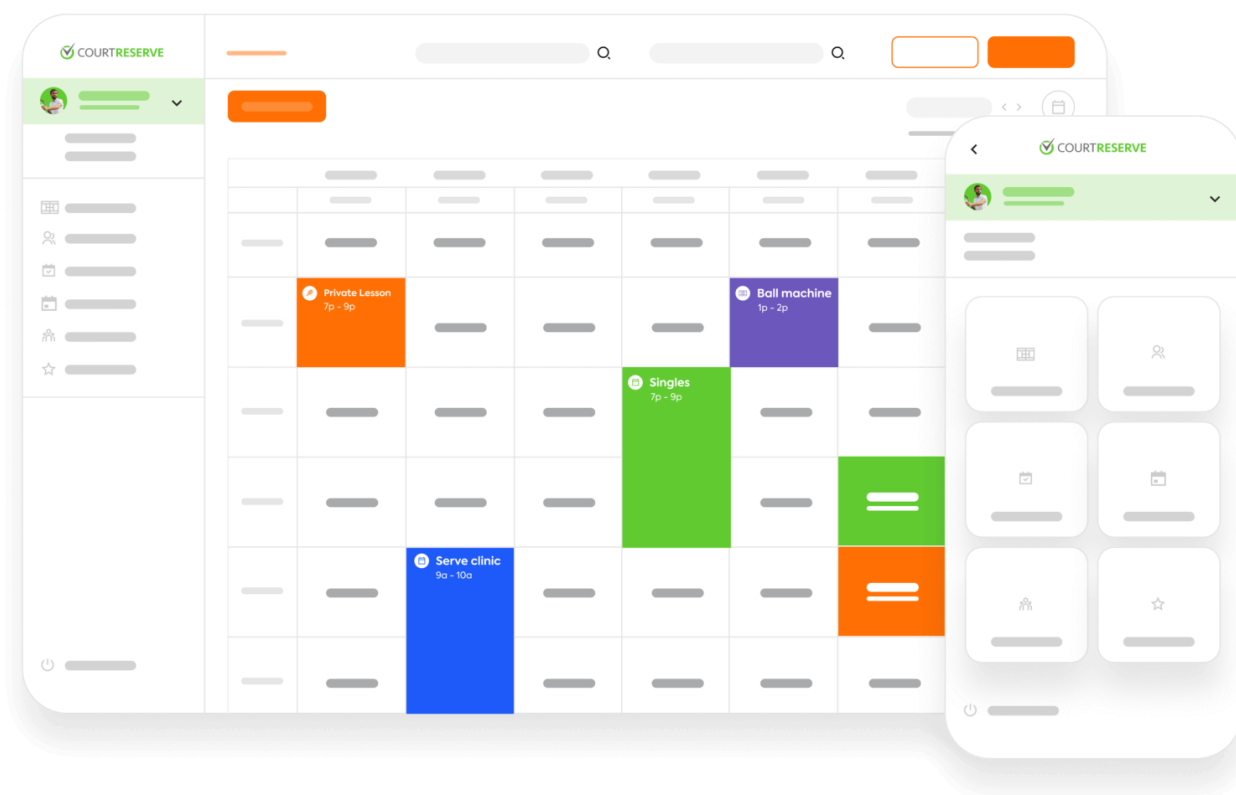 COURTRESERVE
COURTRESERVE
Private Lesson
7p - 9p
Ball machine
1p - 2p
Singles
7p - 9p
Serve clinic
9a - 10a